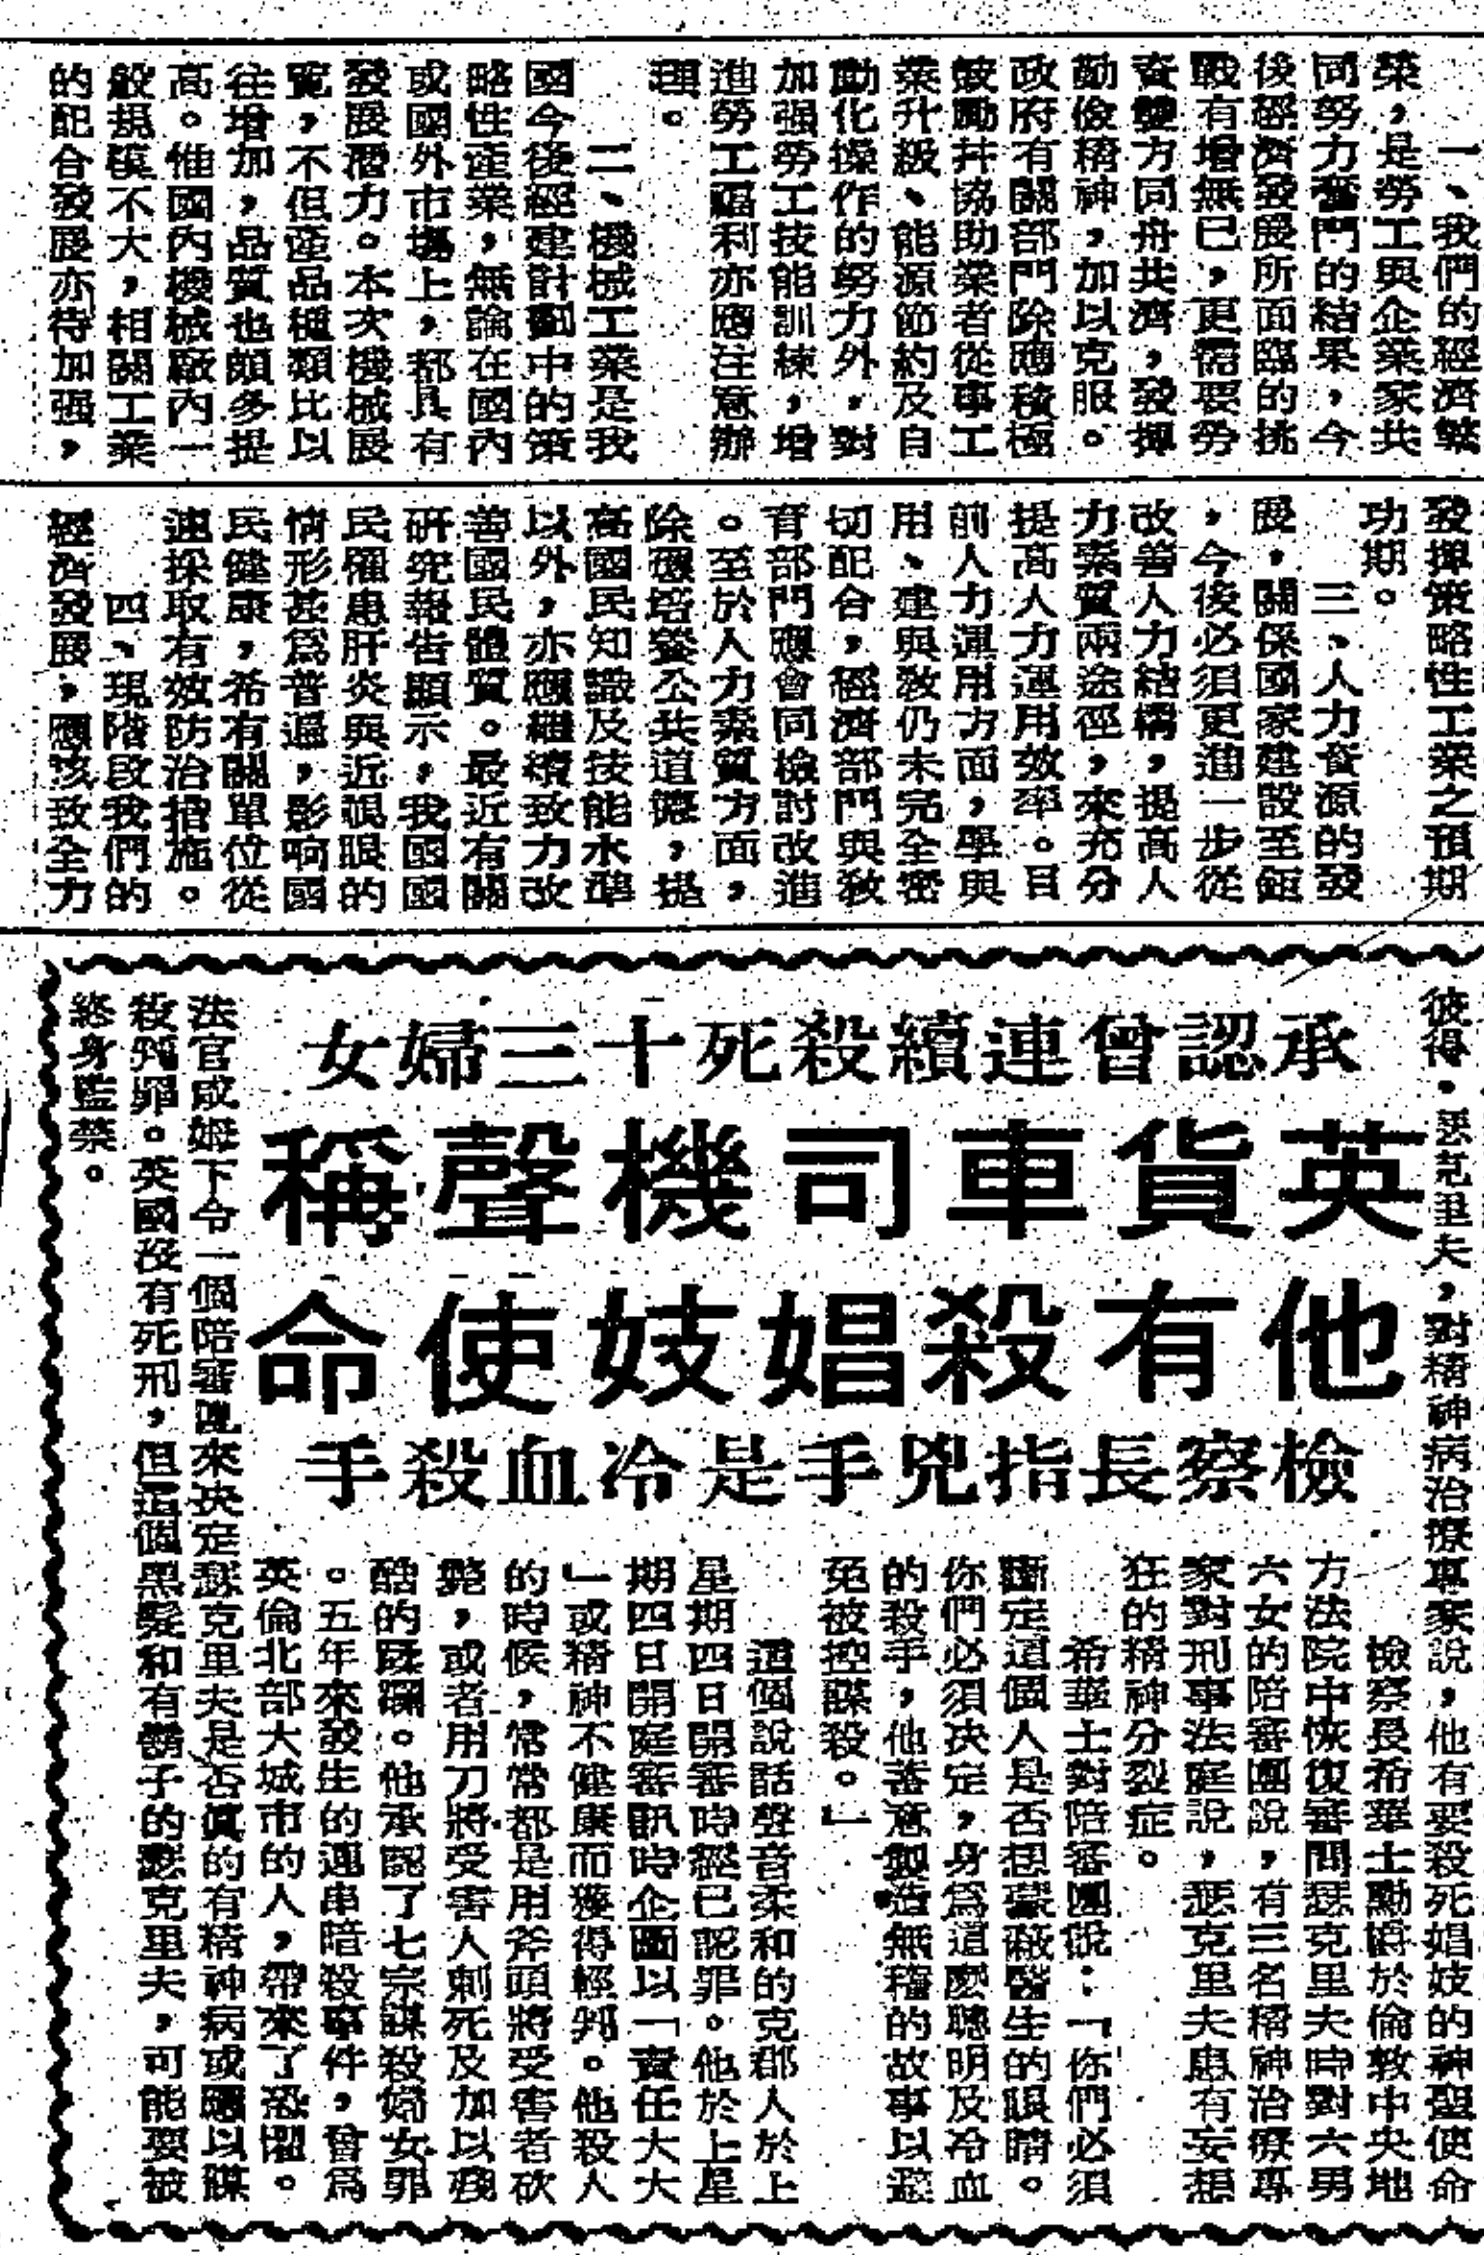 一、我們的經濟繁
榮，是勞工與企業家共
同努力奮鬥的結果，今
後經濟發展所面臨的挑
戰有增無已，更需要勞
資雙方同舟共濟，發揮
勤儉精神，加以克服。
政府有關部門除應積極
鼓勵幷協助業者從事工
業升級、能源節約及自
動化操作的努力外，對
加强勞工技能訓練，增
進勞工福利亦應注意辦
理。
二、機械工業是我
國今後經建計劃中的策
略性產業，無論在國內
或國外市場上，都具有
發展潛力。本次機械展
覽，不但產品種類比以
往增加，品質也頗多提
高。惟國內機械廠內一
般規模不大，相關工業
的配合發展亦待加强，
發揮策略性工業之預期
功期。
三、人力資源的發
展，關係國家建設至鉅
，今後必須更進一步從
改善人力結構，提高人
力素質兩途徑，來充分
提高人力運用效率。目
前人力運用方面，學與
用、建與敎仍未完全密
切配合，經濟部門與敎
育部門應會同檢討改進
。至於人力素質方面，
除應培養公共道德，提
高國民知識及技能水準
以外，亦應繼續致力改
善國民體質。最近有關
研究報告顯示，我國國
民罹患肝炎與近視眼的
情形甚爲普遍，影响國
民健康，希有關單位從
速採取有效防治措施。
四、現階段我們的
經濟發展，應該致全力
承認曾連續殺死十三婦女
英貨車司機聲稱
他有殺娼妓使命
檢察長指兇手是冷血殺手
彼得·瑟克里夫，對精神病治療專家說，他有要殺死娼妓的神聖使命
檢察長希華士勳爵於倫敦中央地
方法院中恢復審問瑟克里夫時對六男
六女的陪審團說，有三名精神治療專
家對刑事法庭說，瑟克里夫患有妄想
狂的精神分裂症。
希華士對陪審團說：「你們必須
斷定這個人是否想蒙蔽醫生的眼睛。
你們必須決定，身爲這麼聰明及冷血
的殺手，他蓄意製造無稽的故事以避
免被控謀殺。」
這個說話聲音柔和的克郡人於上
星期四日開審時經已認罪。他於上星
期四日開庭審訊時企圖以「責任大大
」或精神不健康而獲得輕判。他殺人
的時候，常常都是用斧頭將受害者砍
斃，或者用刀將受害人刺死及加以殘
酷的凌礫。他承認了七宗謀殺婦女罪
。五年來發生的連串暗殺事件，曾爲
英倫北部大城市的人，帶來了恐懼。
法官咸姆下令一個陪審團來決定瑟克里夫是否眞的有精神病或應以謀
殺判罪。英國沒有死刑，但這個黑髮和有鬍子的瑟克里夫，可能要被
終身監禁。